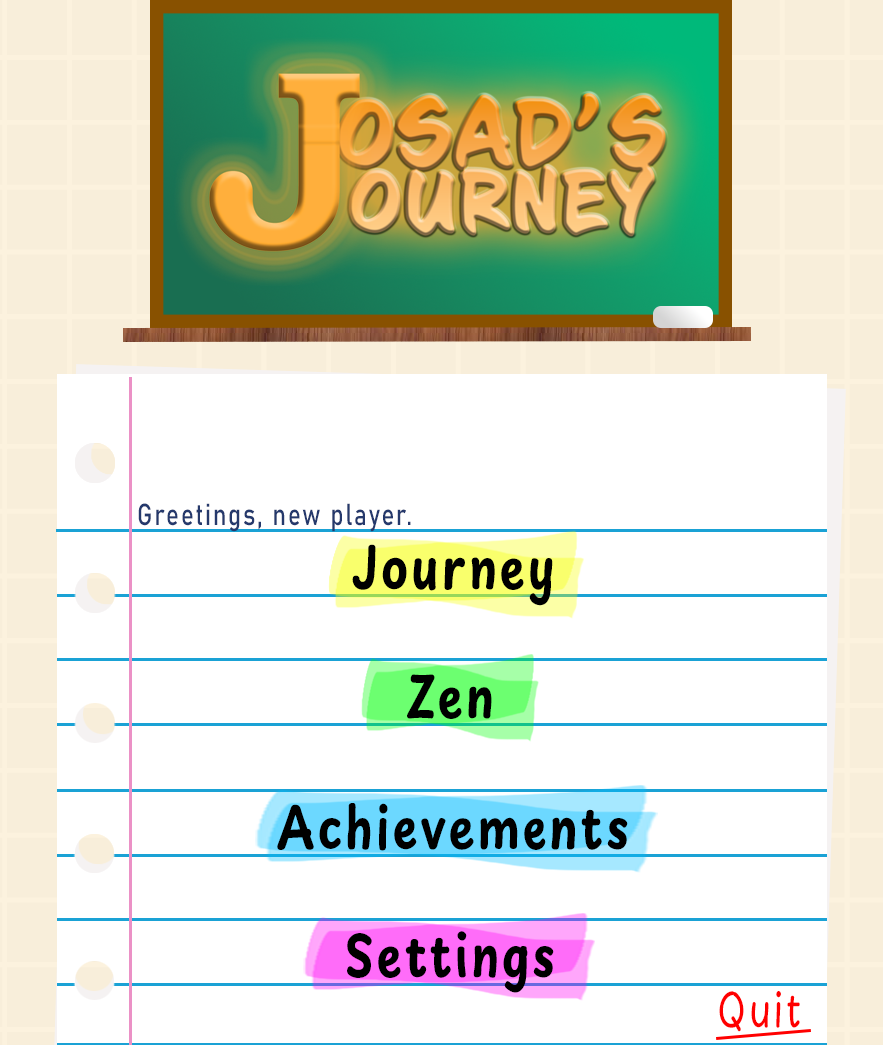 JOSAD'S
JOURNEY
Greetings, new player.
Journey
Zen
Achievements
Settings
Quit